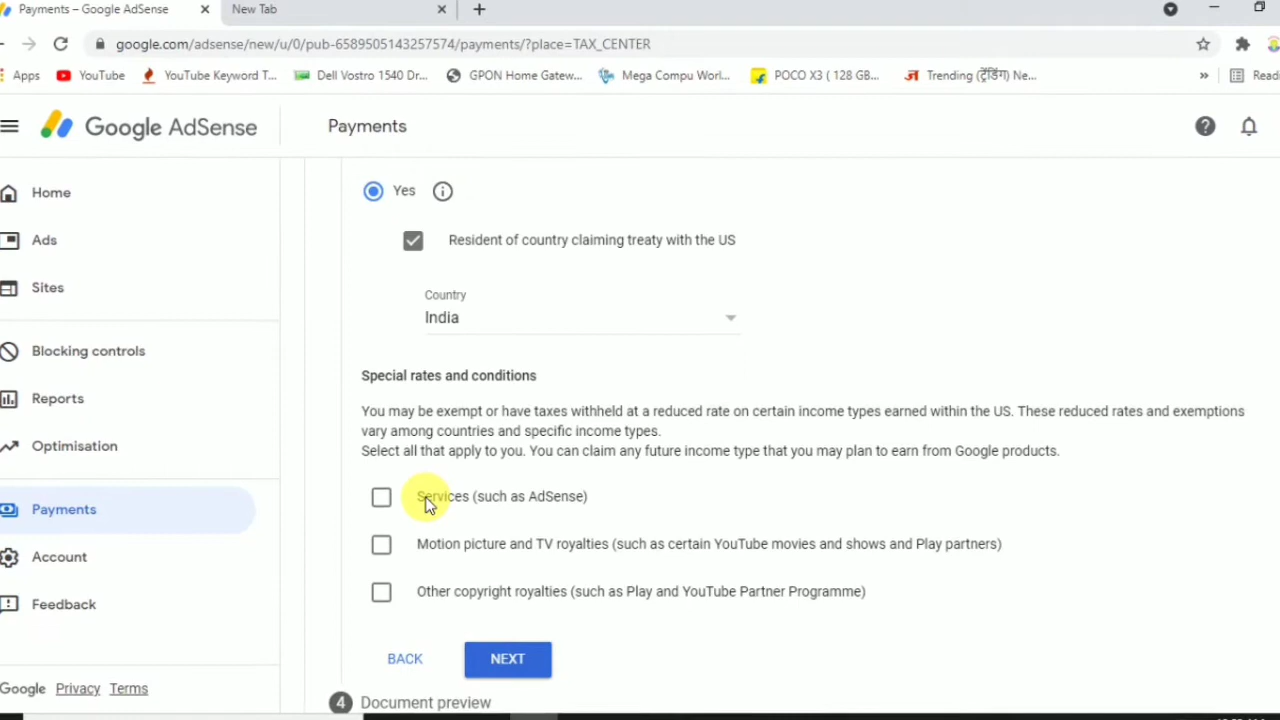 Payments – Google AdSense
New Tab
google.com/adsense/new/u/0/pub-6589505143257574/payments/?place=TAX_CENTER
Apps YouTube YouTube Keyword T... Dell Vostro 1540 Dr... GPON Home Gatew... Mega Compu Worl... POCO X3 ( 128 GB... Trending (ट्रेंडिंग) Ne... » Readi
Google AdSense
Payments
Home
Ads
Sites
Blocking controls
Reports
Optimisation
Payments
Account
Feedback
Google Privacy Terms
Yes
Resident of country claiming treaty with the US
Country
India
Special rates and conditions
You may be exempt or have taxes withheld at a reduced rate on certain income types earned within the US. These reduced rates and exemptions
vary among countries and specific income types.
Select all that apply to you. You can claim any future income type that you may plan to earn from Google products.
Services (such as AdSense)
Motion picture and TV royalties (such as certain YouTube movies and shows and Play partners)
Other copyright royalties (such as Play and YouTube Partner Programme)
BACK NEXT
4 Document preview